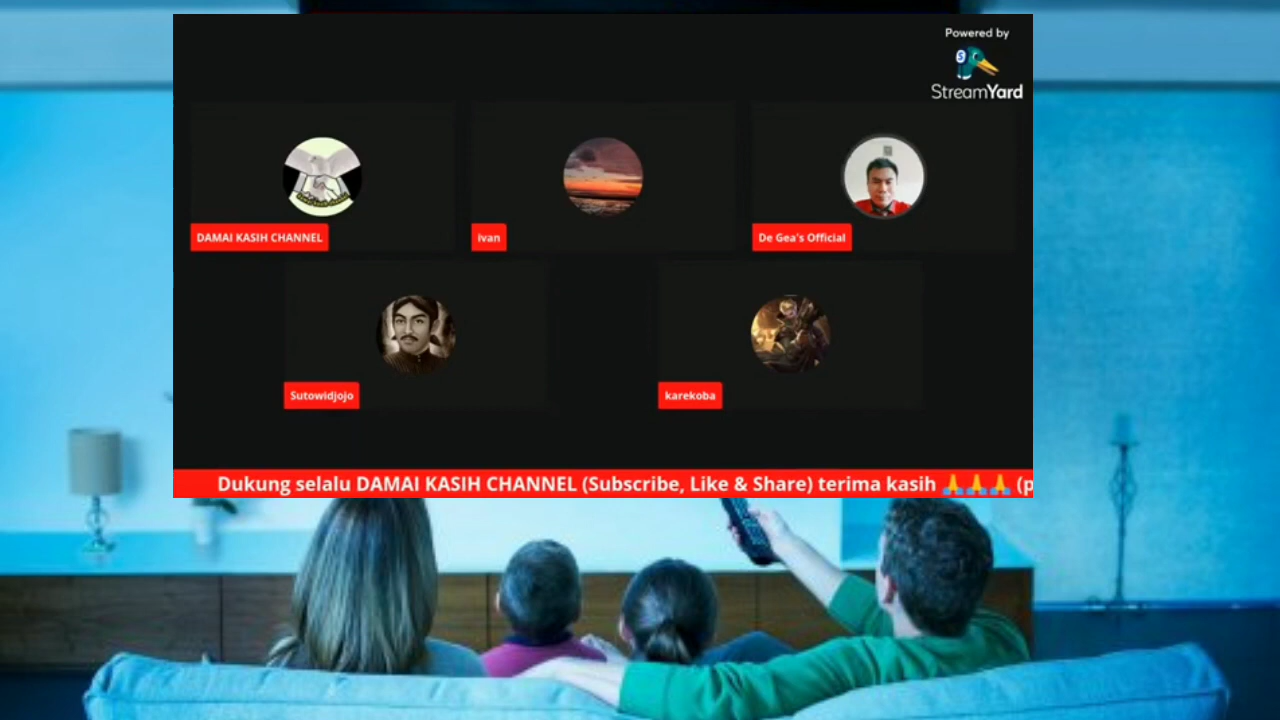 Powered by
StreamYard
DAMAI KASIH CHANNEL
ivan
De Gea's Official
Sutowidjojo
karekoba
Dukung selalu DAMAI KASIH CHANNEL (Subscribe, Like & Share) terima kasih 🙏🙏🙏 (p